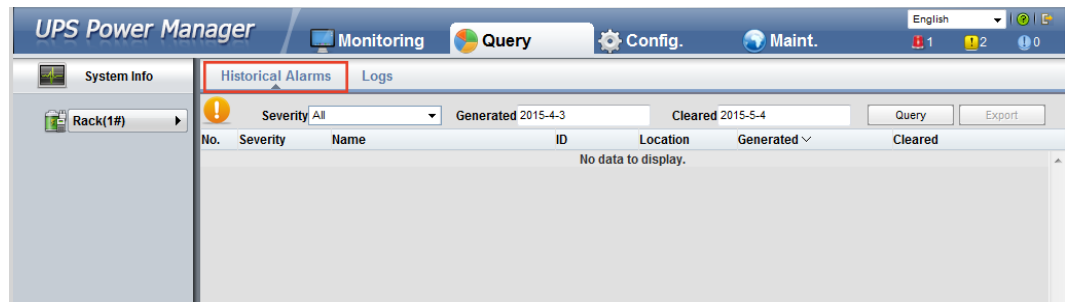 UPS Power Manager
Monitoring Query Config. Maint.
English
1 2 0
System Info
Historical Alarms Logs
Rack(1#)
Severity All Generated 2015-4-3 Cleared 2015-5-4 Query Export
No. Severity Name ID Location Generated Cleared
No data to display.